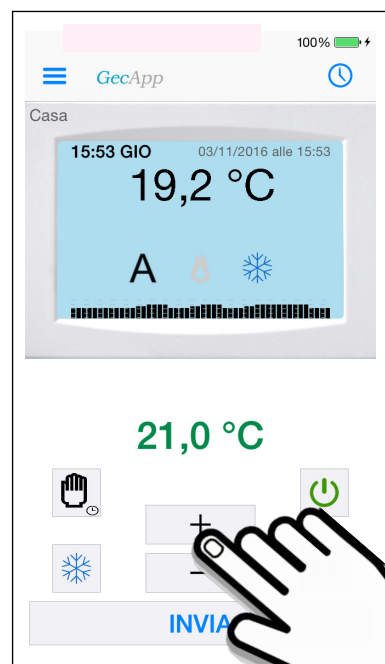 100%
GecApp
Casa
15:53 GIO 03/11/2016 alle 15:53
19,2 °C
A
21,0 °C
+
−
INVIA